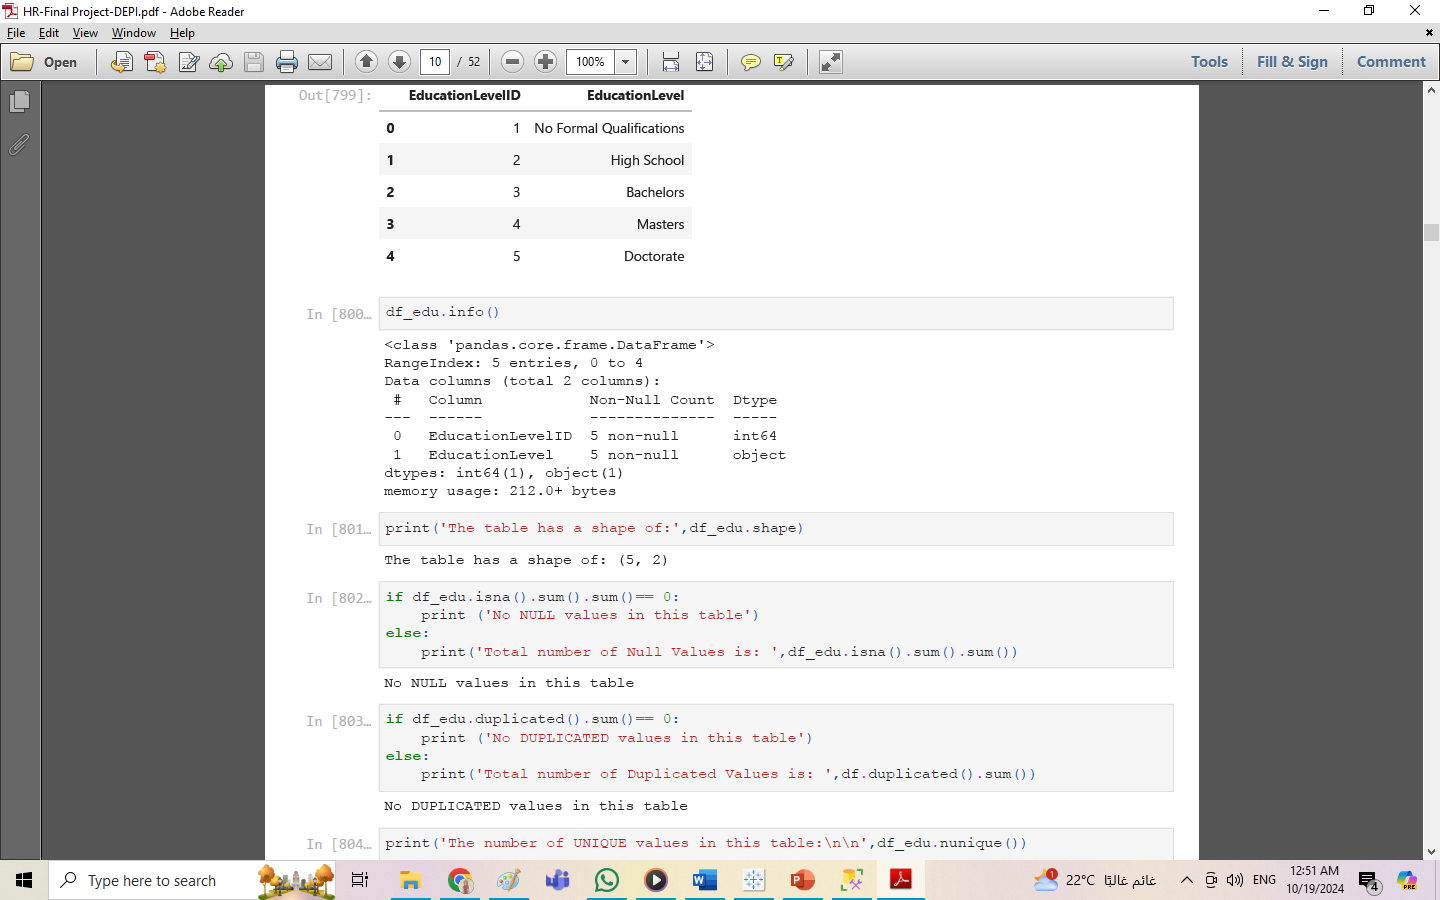 HR-Final Project-DEPI.pdf - Adobe Reader
File Edit View Window Help
Open 10 / 52 100% Tools Fill & Sign Comment
Out[799]: EducationLevelID EducationLevel
0 1 No Formal Qualifications
1 2 High School
2 3 Bachelors
3 4 Masters
4 5 Doctorate
In [800… df_edu.info()
<class 'pandas.core.frame.DataFrame'>
RangeIndex: 5 entries, 0 to 4
Data columns (total 2 columns):
# Column Non-Null Count Dtype
--- ------ -------------- -----
0 EducationLevelID 5 non-null int64
1 EducationLevel 5 non-null object
dtypes: int64(1), object(1)
memory usage: 212.0+ bytes
In [801… print('The table has a shape of:',df_edu.shape)
The table has a shape of: (5, 2)
In [802… if df_edu.isna().sum().sum()== 0:
print ('No NULL values in this table')
else:
print('Total number of Null Values is: ',df_edu.isna().sum().sum())
No NULL values in this table
In [803… if df_edu.duplicated().sum()== 0:
print ('No DUPLICATED values in this table')
else:
print('Total number of Duplicated Values is: ',df.duplicated().sum())
No DUPLICATED values in this table
In [804… print('The number of UNIQUE values in this table:\n\n',df_edu.nunique())
Type here to search
1 22°C غائم غالبًا ENG 12:51 AM
10/19/2024 4 PRE